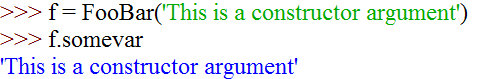 >>> f = FooBar('This is a constructor argument')
>>> f.somevar
'This is a constructor argument'